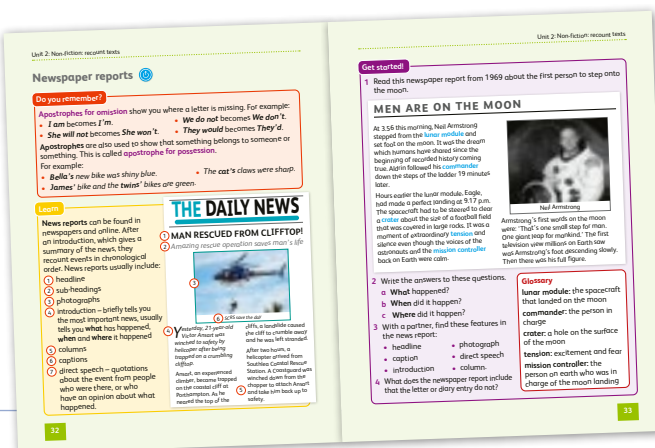 Unit 2: Non-fiction: recount texts
Newspaper reports
Do you remember?
Apostrophes for omission show you where a letter is missing. For example:
• I am becomes I'm.
• We do not becomes We don't.
• She will not becomes She won't.
• They would becomes They'd.
Apostrophes are also used to show that something belongs to someone or
something. This is called apostrophe for possession.
For example:
• Bella's new bike was shiny blue.
• The cat's claws were sharp.
• James' bike and the twins' bikes are green.
Learn
News reports can be found in
newspapers and online. After
an introduction, which gives a
summary of the news, they
recount events in chronological
order. News reports usually include:
1 headline
2 sub-headings
3 photographs
4 introduction – briefly tells you
the most important news, usually
tells you what has happened,
when and where it happened
5 columns
6 captions
7 direct speech – quotations
about the event from people
who were there, or who
have an opinion about what
happened.
THE DAILY NEWS
1 MAN RESCUED FROM CLIFFTOP!
2 Amazing rescue operation saves man's life
3
6 SCRS save the day!
4 Yesterday, 21-year-old
Victor Ansart was
winched to safety by
helicopter after being
trapped on a crumbling
clifftop.
Ansart, an experienced
climber, became trapped
on the coastal cliff at
Porthampton. As he
neared the top of the
cliffs, a landslide caused
the cliff to crumble away
and he was left stranded.
After two hours, a
helicopter arrived from
Southsea Coastal Rescue
Station. A Coastguard was
winched down from the
chopper to attach Ansart
5 and take him back up to
safety.
32
Unit 2: Non-fiction: recount texts
Get started!
1 Read this newspaper report from 1969 about the first person to step onto
the moon.
MEN ARE ON THE MOON
At 3.56 this morning, Neil Armstrong
stepped from the lunar module and
set foot on the moon. It was the dream
which humans have shared since the
beginning of recorded history coming
true. Aldrin followed his commander
down the steps of the ladder 19 minutes
later.
Hours earlier the lunar module, Eagle,
had made a perfect landing at 9.17 p.m.
The spacecraft had to be steered to clear
a crater about the size of a football field
that was covered in large rocks. It was a
moment of extraordinary tension and
silence even though the voices of the
astronauts and the mission controller
back on Earth were calm.
Neil Armstrong
Armstrong's first words on the moon
were: 'That's one small step for man.
One giant leap for mankind.' The first
television view millions on Earth saw
was Armstrong's foot descending slowly.
Then there was his full figure.
2 Write the answers to these questions.
a What happened?
b When did it happen?
c Where did it happen?
3 With a partner, find these features in
the news report:
• headline
• photograph
• caption
• direct speech
• introduction
• column.
4 What does the newspaper report include
that the letter or diary entry do not?
Glossary
lunar module: the spacecraft
that landed on the moon
commander: the person in
charge
crater: a hole on the surface
of the moon
tension: excitement and fear
mission controller: the
person on earth who was in
charge of the moon landing
33